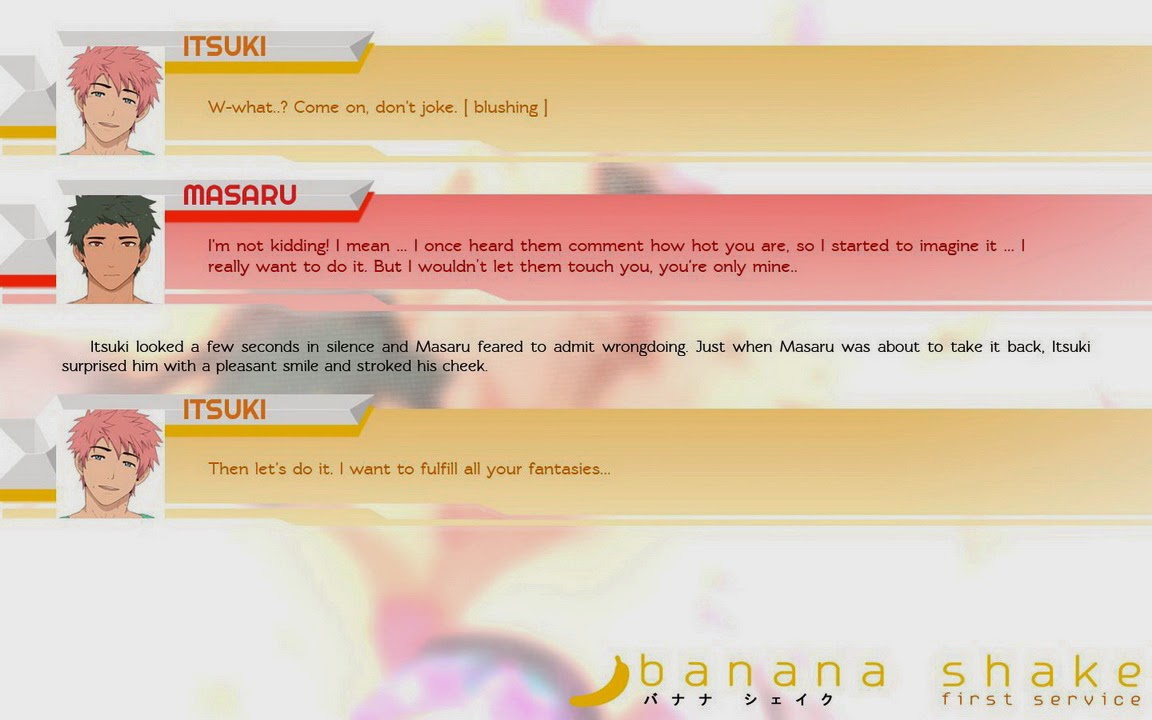 ITSUKI
W-what..? Come on, don't joke. [ blushing ]
MASARU
I'm not kidding! I mean ... I once heard them comment how hot you are, so I started to imagine it ... I
really want to do it. But I wouldn't let them touch you, you're only mine..
Itsuki looked a few seconds in silence and Masaru feared to admit wrongdoing. Just when Masaru was about to take it back, Itsuki
surprised him with a pleasant smile and stroked his cheek.
ITSUKI
Then let's do it. I want to fulfill all your fantasies...
banana shake
バナナ シェイク first service